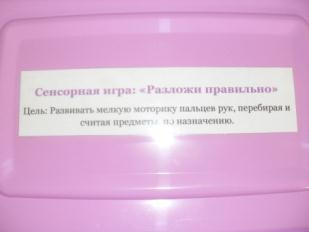 Сенсорная игра: «Разложи правильно»
Цель: Развивать мелкую моторику пальцев рук, перебирая и
считая предметы по назначению.